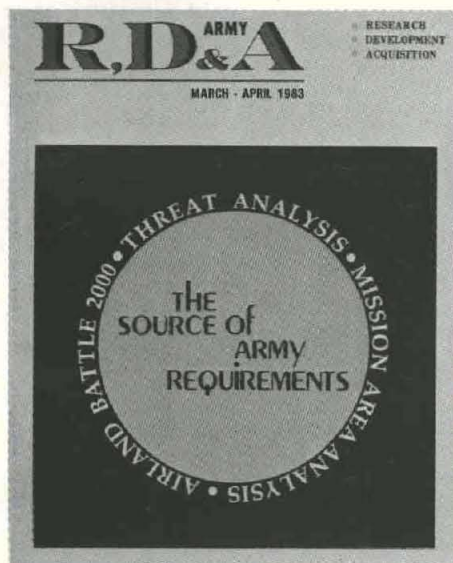 ARMY
R,D&A
MARCH - APRIL 1983
RESEARCH
DEVELOPMENT
ACQUISITION
AIRLAND BATTLE 2000 • THREAT ANALYSIS • MISSION AREA ANALYSIS •
THE
SOURCE of
ARMY
REQUIREMENTS